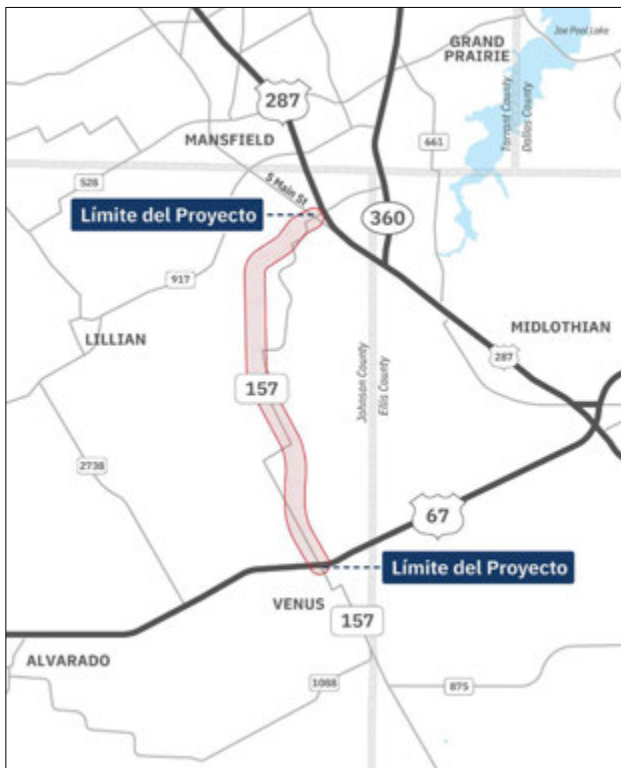 Joe Pool Lake
GRAND
PRAIRIE
287
MANSFIELD
661
Tarrant County
Dallas County
528
S Main St
Límite del Proyecto
360
917
LILLIAN
MIDLOTHIAN
287
157
Johnson County
Ellis County
2738
67
Límite del Proyecto
VENUS
157
ALVARADO
1088
875